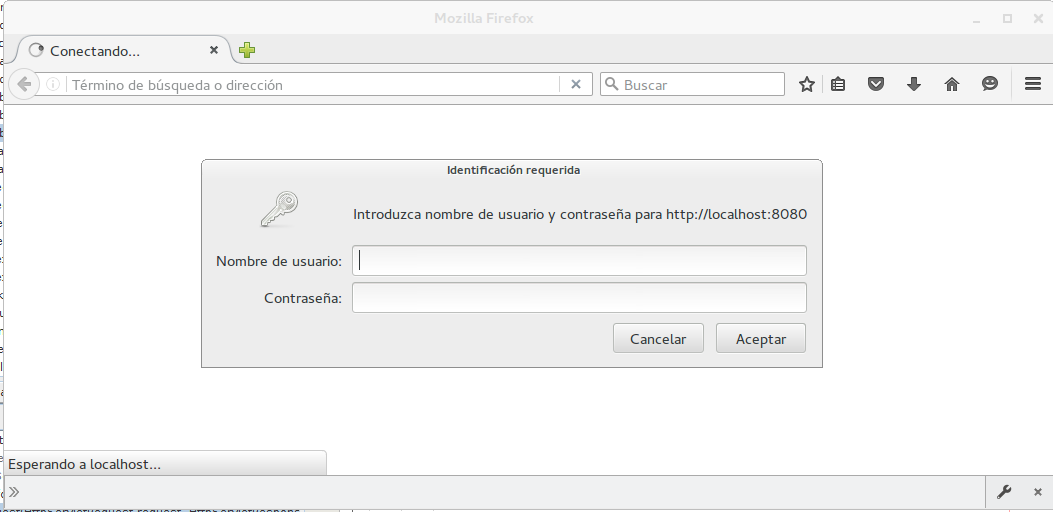 Mozilla Firefox
Conectando...
Término de búsqueda o dirección
Buscar
Identificación requerida
Introduzca nombre de usuario y contraseña para http://localhost:8080
Nombre de usuario:
Contraseña:
Cancelar
Aceptar
Esperando a localhost...